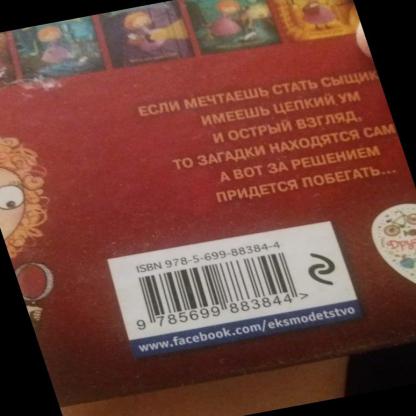 ЕСЛИ МЕЧТАЕШЬ СТАТЬ СЫЩИК
ИМЕЕШЬ ЦЕПКИЙ УМ
И ОСТРЫЙ ВЗГЛЯД,
ТО ЗАГАДКИ НАХОДЯТСЯ САМ
А ВОТ ЗА РЕШЕНИЕМ
ПРИДЕТСЯ ПОБЕГАТЬ...
ISBN 978-5-699-88384-4
9 785699 883844 >
www.facebook.com/eksmodetstvo